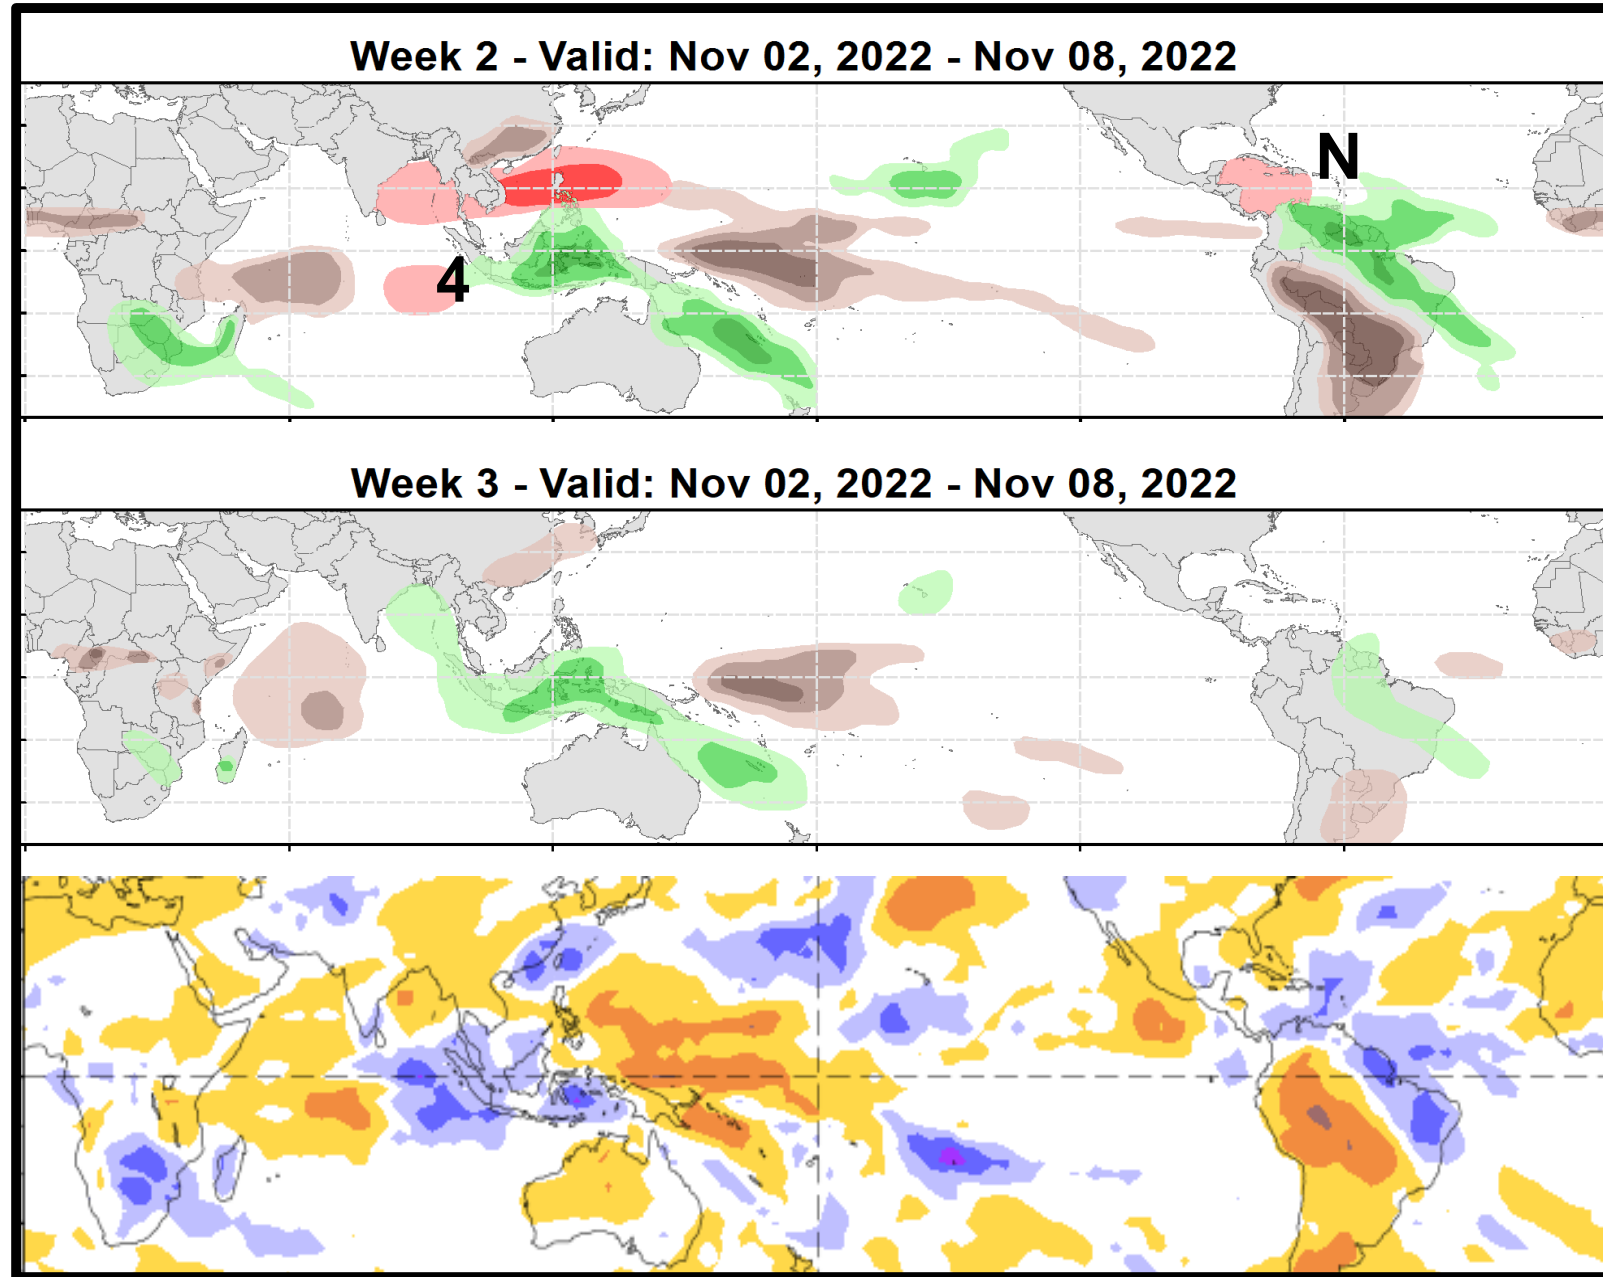 Week 2 - Valid: Nov 02, 2022 - Nov 08, 2022
N
4
Week 3 - Valid: Nov 02, 2022 - Nov 08, 2022